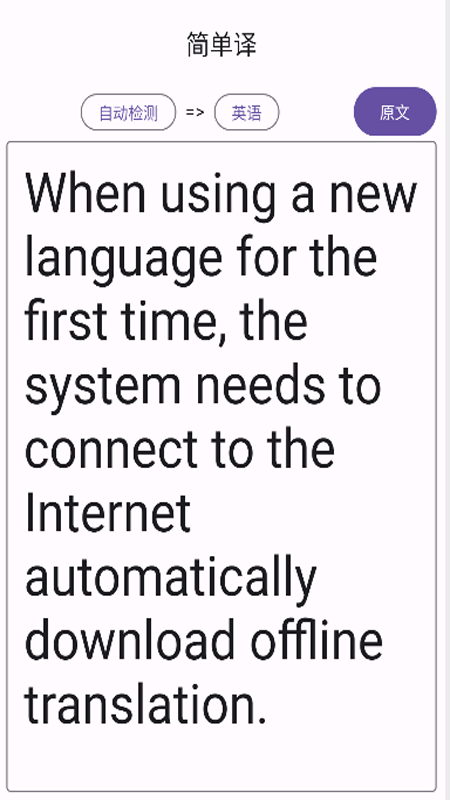 简单译
自动检测 => 英语 原文
When using a new
language for the
first time, the
system needs to
connect to the
Internet
automatically
download offline
translation.